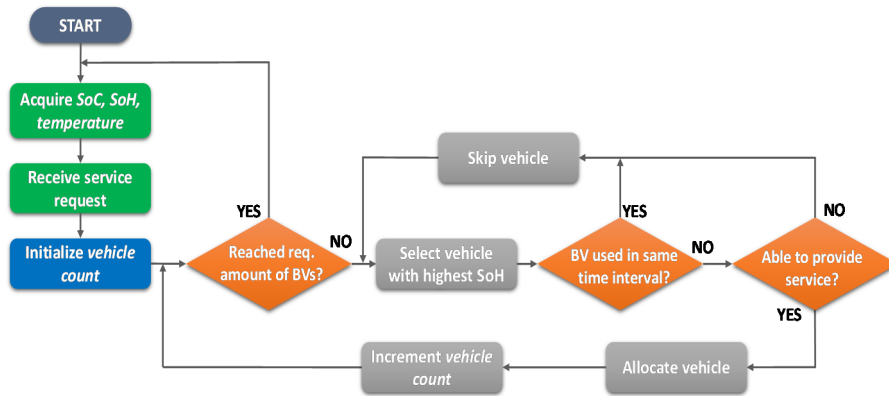 START
Acquire SoC, SoH,
temperature
Receive service
request
Initialize vehicle
count
YES
Reached req.
amount of BVs?
NO
Skip vehicle
Select vehicle
with highest SoH
YES
BV used in same
time interval?
NO
NO
Able to provide
service?
YES
Increment vehicle
count
Allocate vehicle